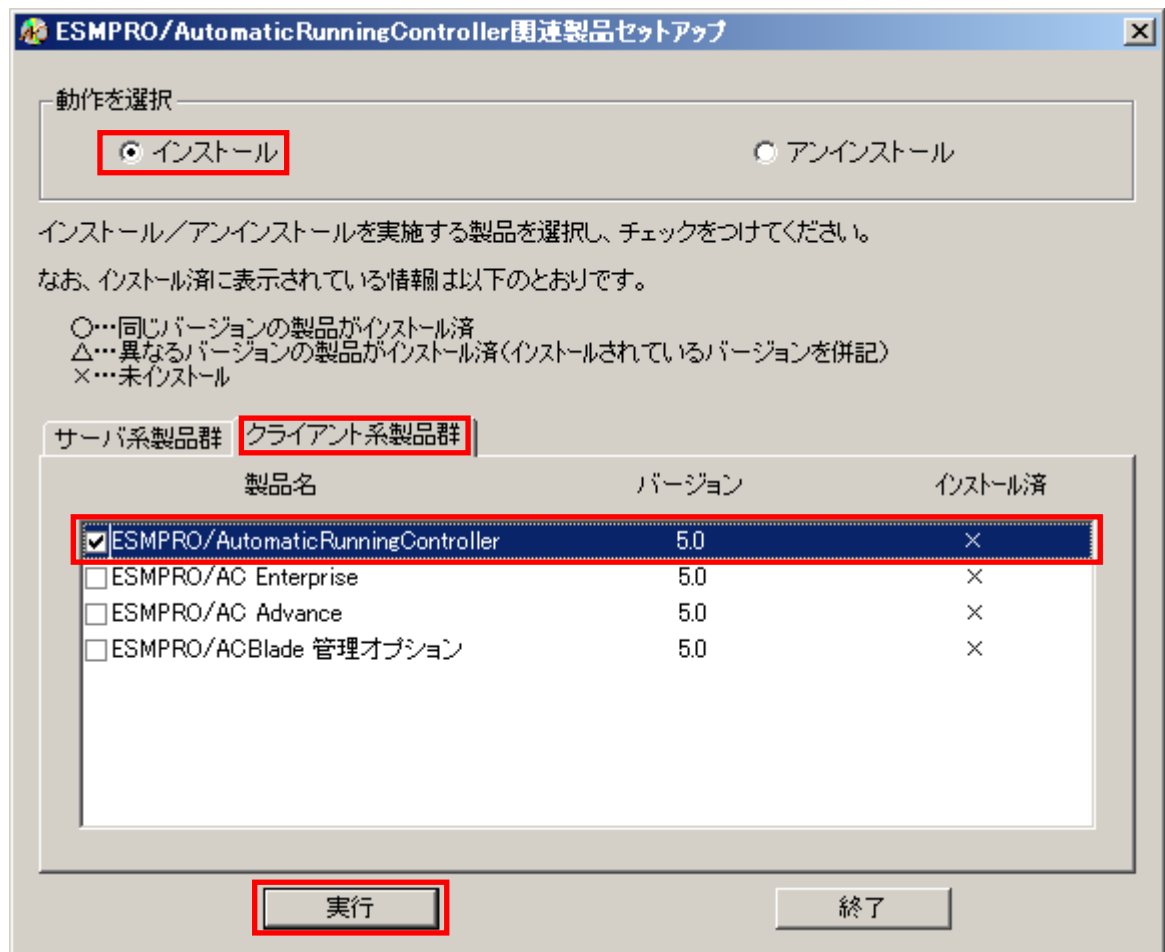 ESMPRO/AutomaticRunningController関連製品セットアップ
動作を選択
インストール
アンインストール
インストール／アンインストールを実施する製品を選択し、チェックをつけてください。
なお、インストール済に表示されている情報は以下のとおりです。
○…同じバージョンの製品がインストール済
△…異なるバージョンの製品がインストール済（インストールされているバージョンを併記）
×…未インストール
サーバ系製品群 クライアント系製品群
製品名 バージョン インストール済
ESMPRO/AutomaticRunningController 5.0 ×
ESMPRO/AC Enterprise 5.0 ×
ESMPRO/AC Advance 5.0 ×
ESMPRO/ACBlade 管理オプション 5.0 ×
実行 終了